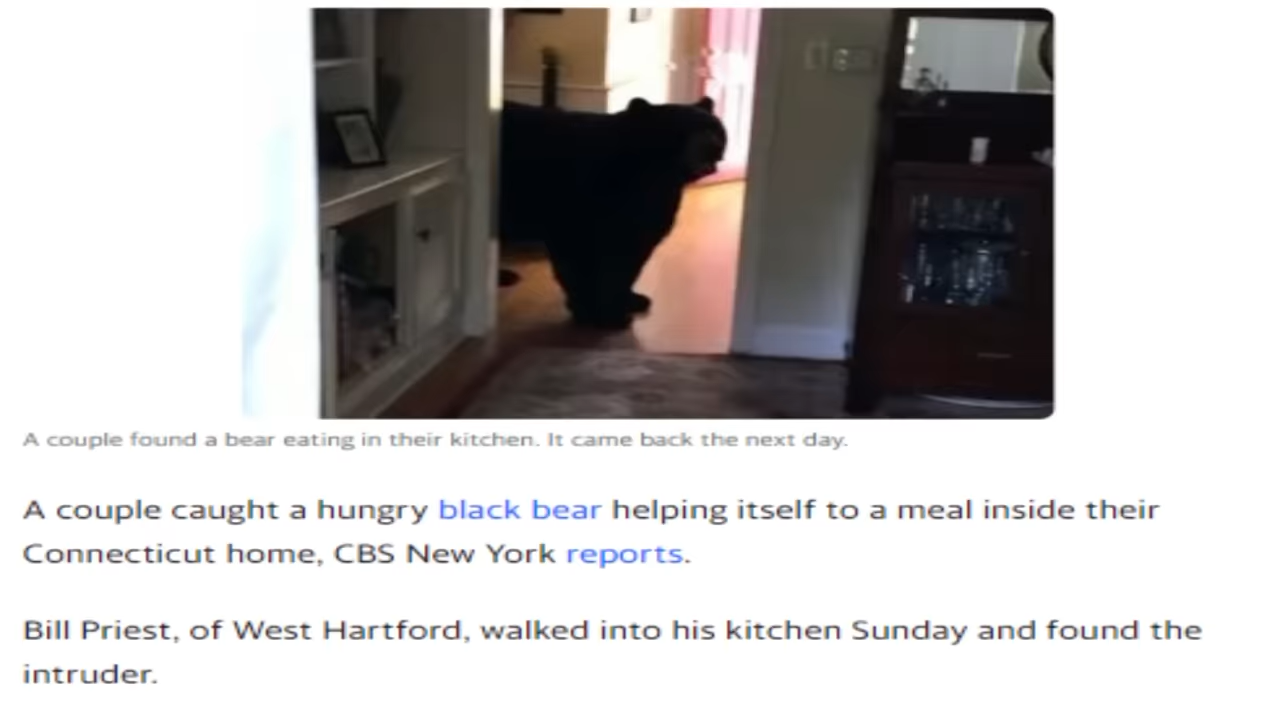 A couple found a bear eating in their kitchen. It came back the next day.
A couple caught a hungry black bear helping itself to a meal inside their
Connecticut home, CBS New York reports.
Bill Priest, of West Hartford, walked into his kitchen Sunday and found the
intruder.